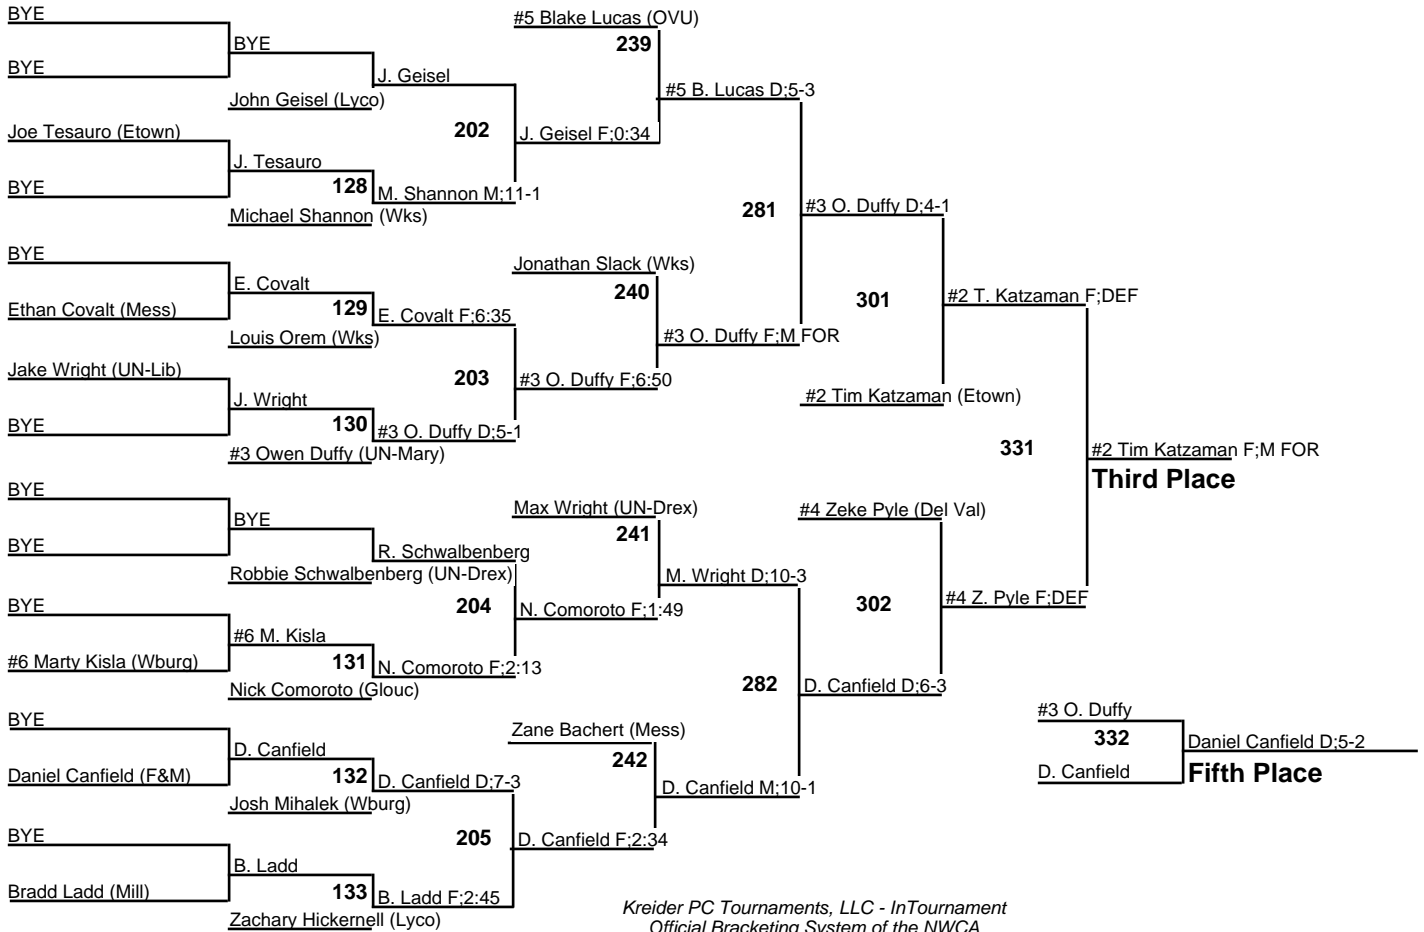 BYE
#5 Blake Lucas (OVU)
239
BYE
BYE
J. Geisel
#5 B. Lucas D;5-3
John Geisel (Lyco)
202
Joe Tesauro (Etown)
J. Geisel F;0:34
J. Tesauro
128
M. Shannon M;11-1
BYE
281
#3 O. Duffy D;4-1
Michael Shannon (Wks)
BYE
Jonathan Slack (Wks)
E. Covalt
240
301
#2 T. Katzaman F;DEF
Ethan Covalt (Mess)
129
E. Covalt F;6:35
Louis Orem (Wks)
#3 O. Duffy F;M FOR
Jake Wright (UN-Lib)
203
#3 O. Duffy F;6:50
#2 Tim Katzaman (Etown)
J. Wright
130
#3 O. Duffy D;5-1
BYE
331
#2 Tim Katzaman F;M FOR
#3 Owen Duffy (UN-Mary)
Third Place
BYE
Max Wright (UN-Drex)
#4 Zeke Pyle (Del Val)
BYE
241
BYE
R. Schwalbenberg
Robbie Schwalbenberg (UN-Drex)
M. Wright D;10-3
204
302
#4 Z. Pyle F;DEF
BYE
N. Comoroto F;1:49
#6 M. Kisla
#6 Marty Kisla (Wburg)
131
N. Comoroto F;2:13
282
D. Canfield D;6-3
Nick Comoroto (Glouc)
BYE
Zane Bachert (Mess)
#3 O. Duffy
332
Daniel Canfield D;5-2
D. Canfield
242
Daniel Canfield (F&M)
132
D. Canfield D;7-3
D. Canfield M;10-1
D. Canfield
Fifth Place
Josh Mihalek (Wburg)
BYE
205
D. Canfield F;2:34
B. Ladd
Bradd Ladd (Mill)
133
B. Ladd F;2:45
Zachary Hickernell (Lyco)
Kreider PC Tournaments, LLC - InTournament
Official Bracketing System of the NWCA